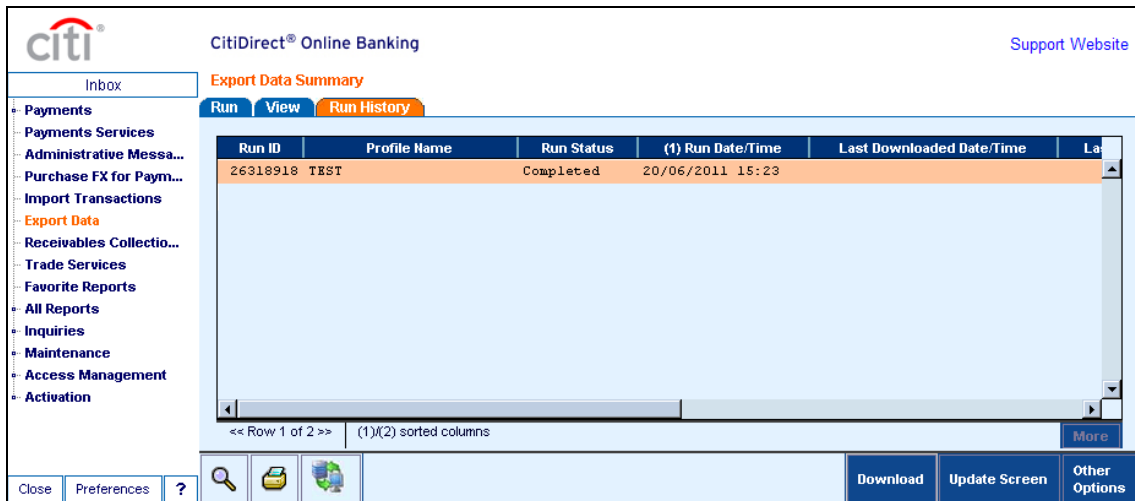 citi®
CitiDirect® Online Banking
Support Website
Inbox
Payments
Payments Services
Administrative Messa...
Purchase FX for Paym...
Import Transactions
Export Data
Receivables Collectio...
Trade Services
Favorite Reports
All Reports
Inquiries
Maintenance
Access Management
Activation
Close Preferences ?
Export Data Summary
Run View Run History
Run ID Profile Name Run Status (1) Run Date/Time Last Downloaded Date/Time La
26318918 TEST Completed 20/06/2011 15:23
<< Row 1 of 2 >> (1)/(2) sorted columns
More
Download Update Screen Other
Options